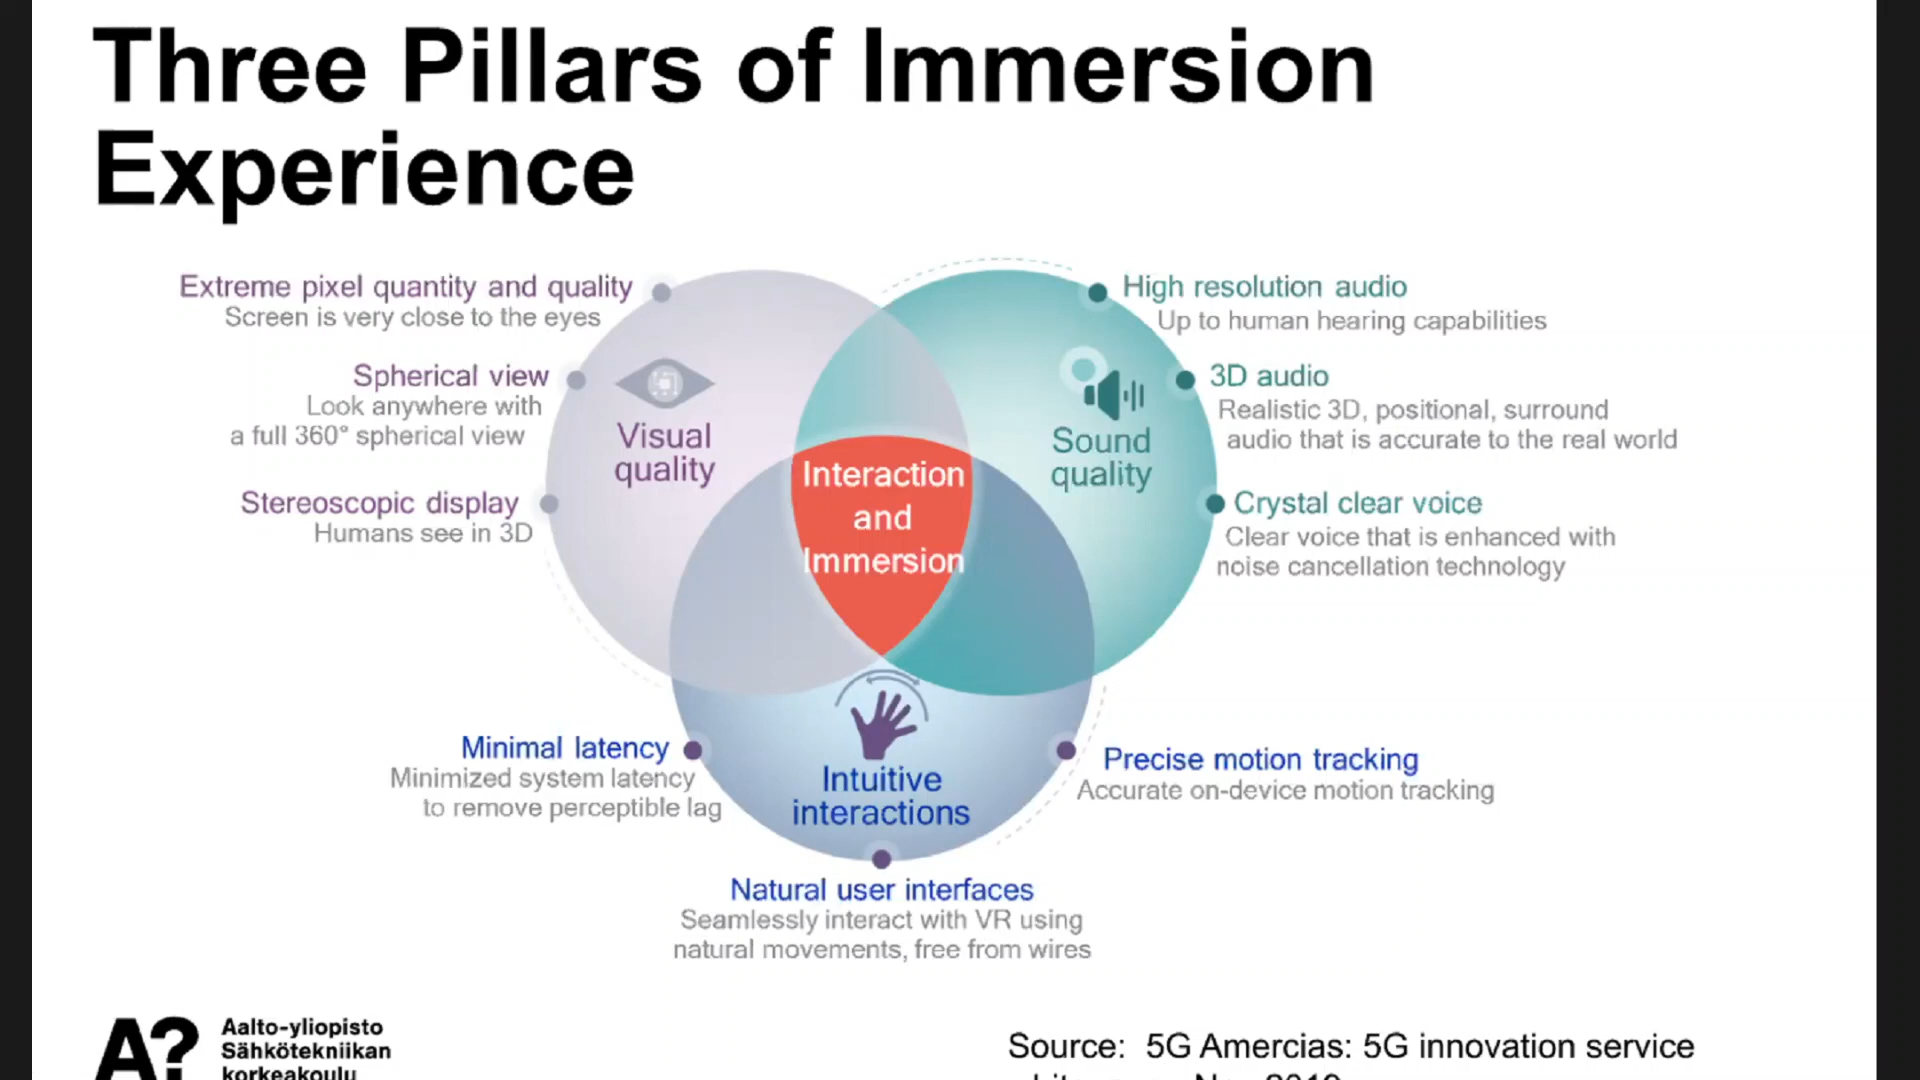 Three Pillars of Immersion
Experience
Extreme pixel quantity and quality
Screen is very close to the eyes
Spherical view
Look anywhere with
a full 360° spherical view
Stereoscopic display
Humans see in 3D
Visual
quality
High resolution audio
Up to human hearing capabilities
3D audio
Realistic 3D, positional, surround
audio that is accurate to the real world
Crystal clear voice
Clear voice that is enhanced with
noise cancellation technology
Sound
quality
Interaction
and
Immersion
Minimal latency
Minimized system latency
to remove perceptible lag
Intuitive
interactions
Precise motion tracking
Accurate on-device motion tracking
Natural user interfaces
Seamlessly interact with VR using
natural movements, free from wires
A?
Aalto-yliopisto
Sähkötekniikan
korkeakoulu
Source: 5G Amercias: 5G innovation service